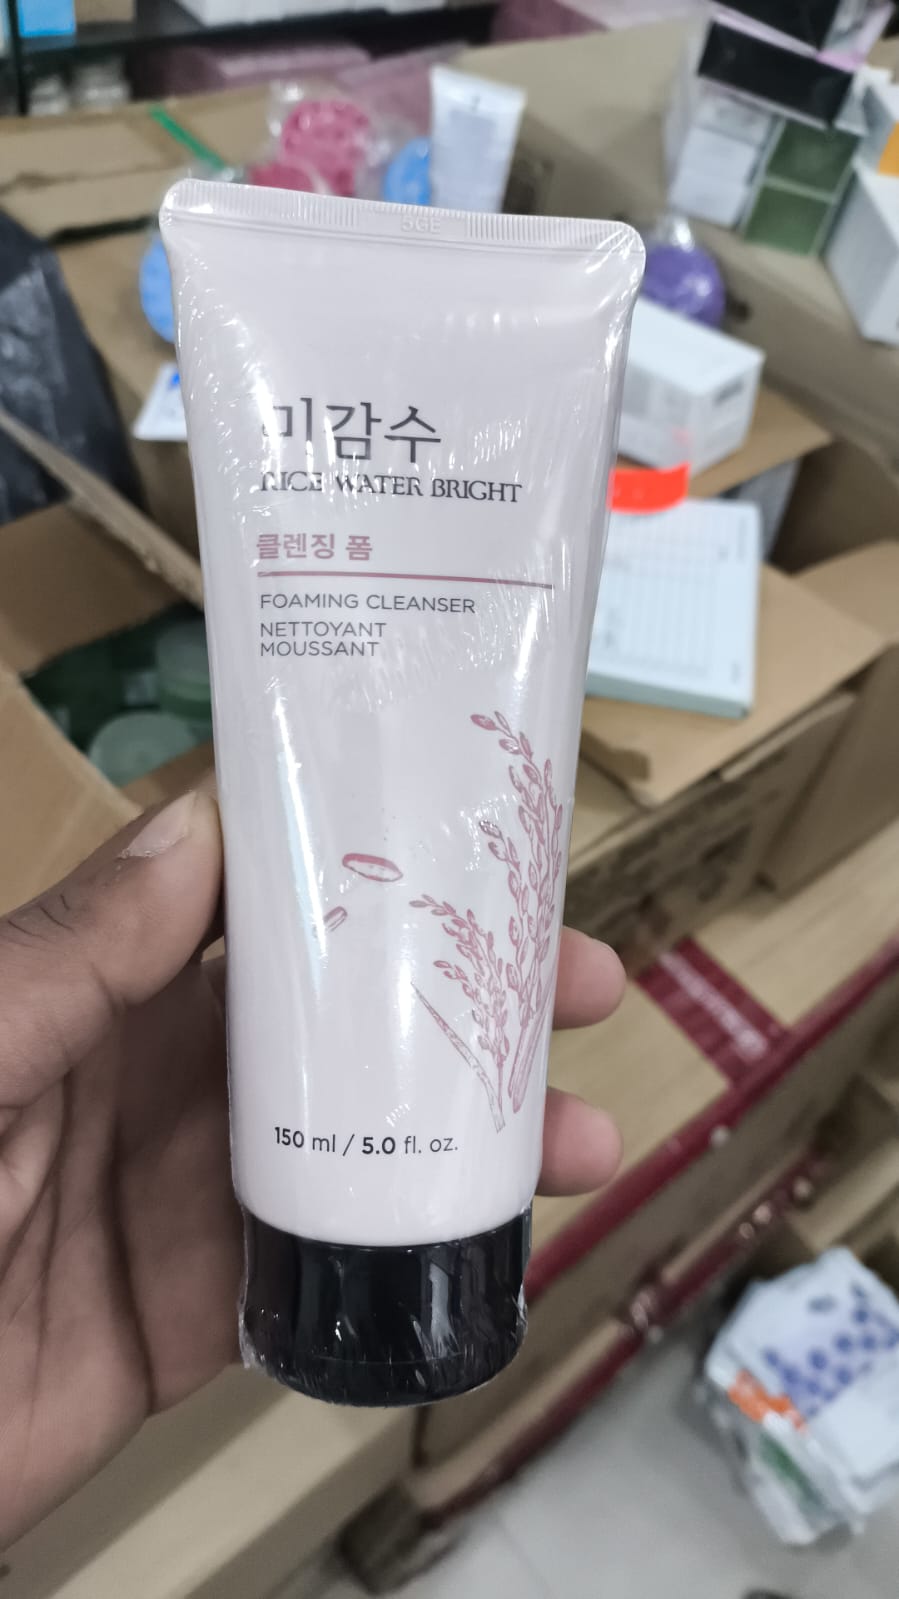 5GE
미감수
RICE WATER BRIGHT
클렌징 폼
FOAMING CLEANSER
NETTOYANT
MOUSSANT
150 ml / 5.0 fl. oz.